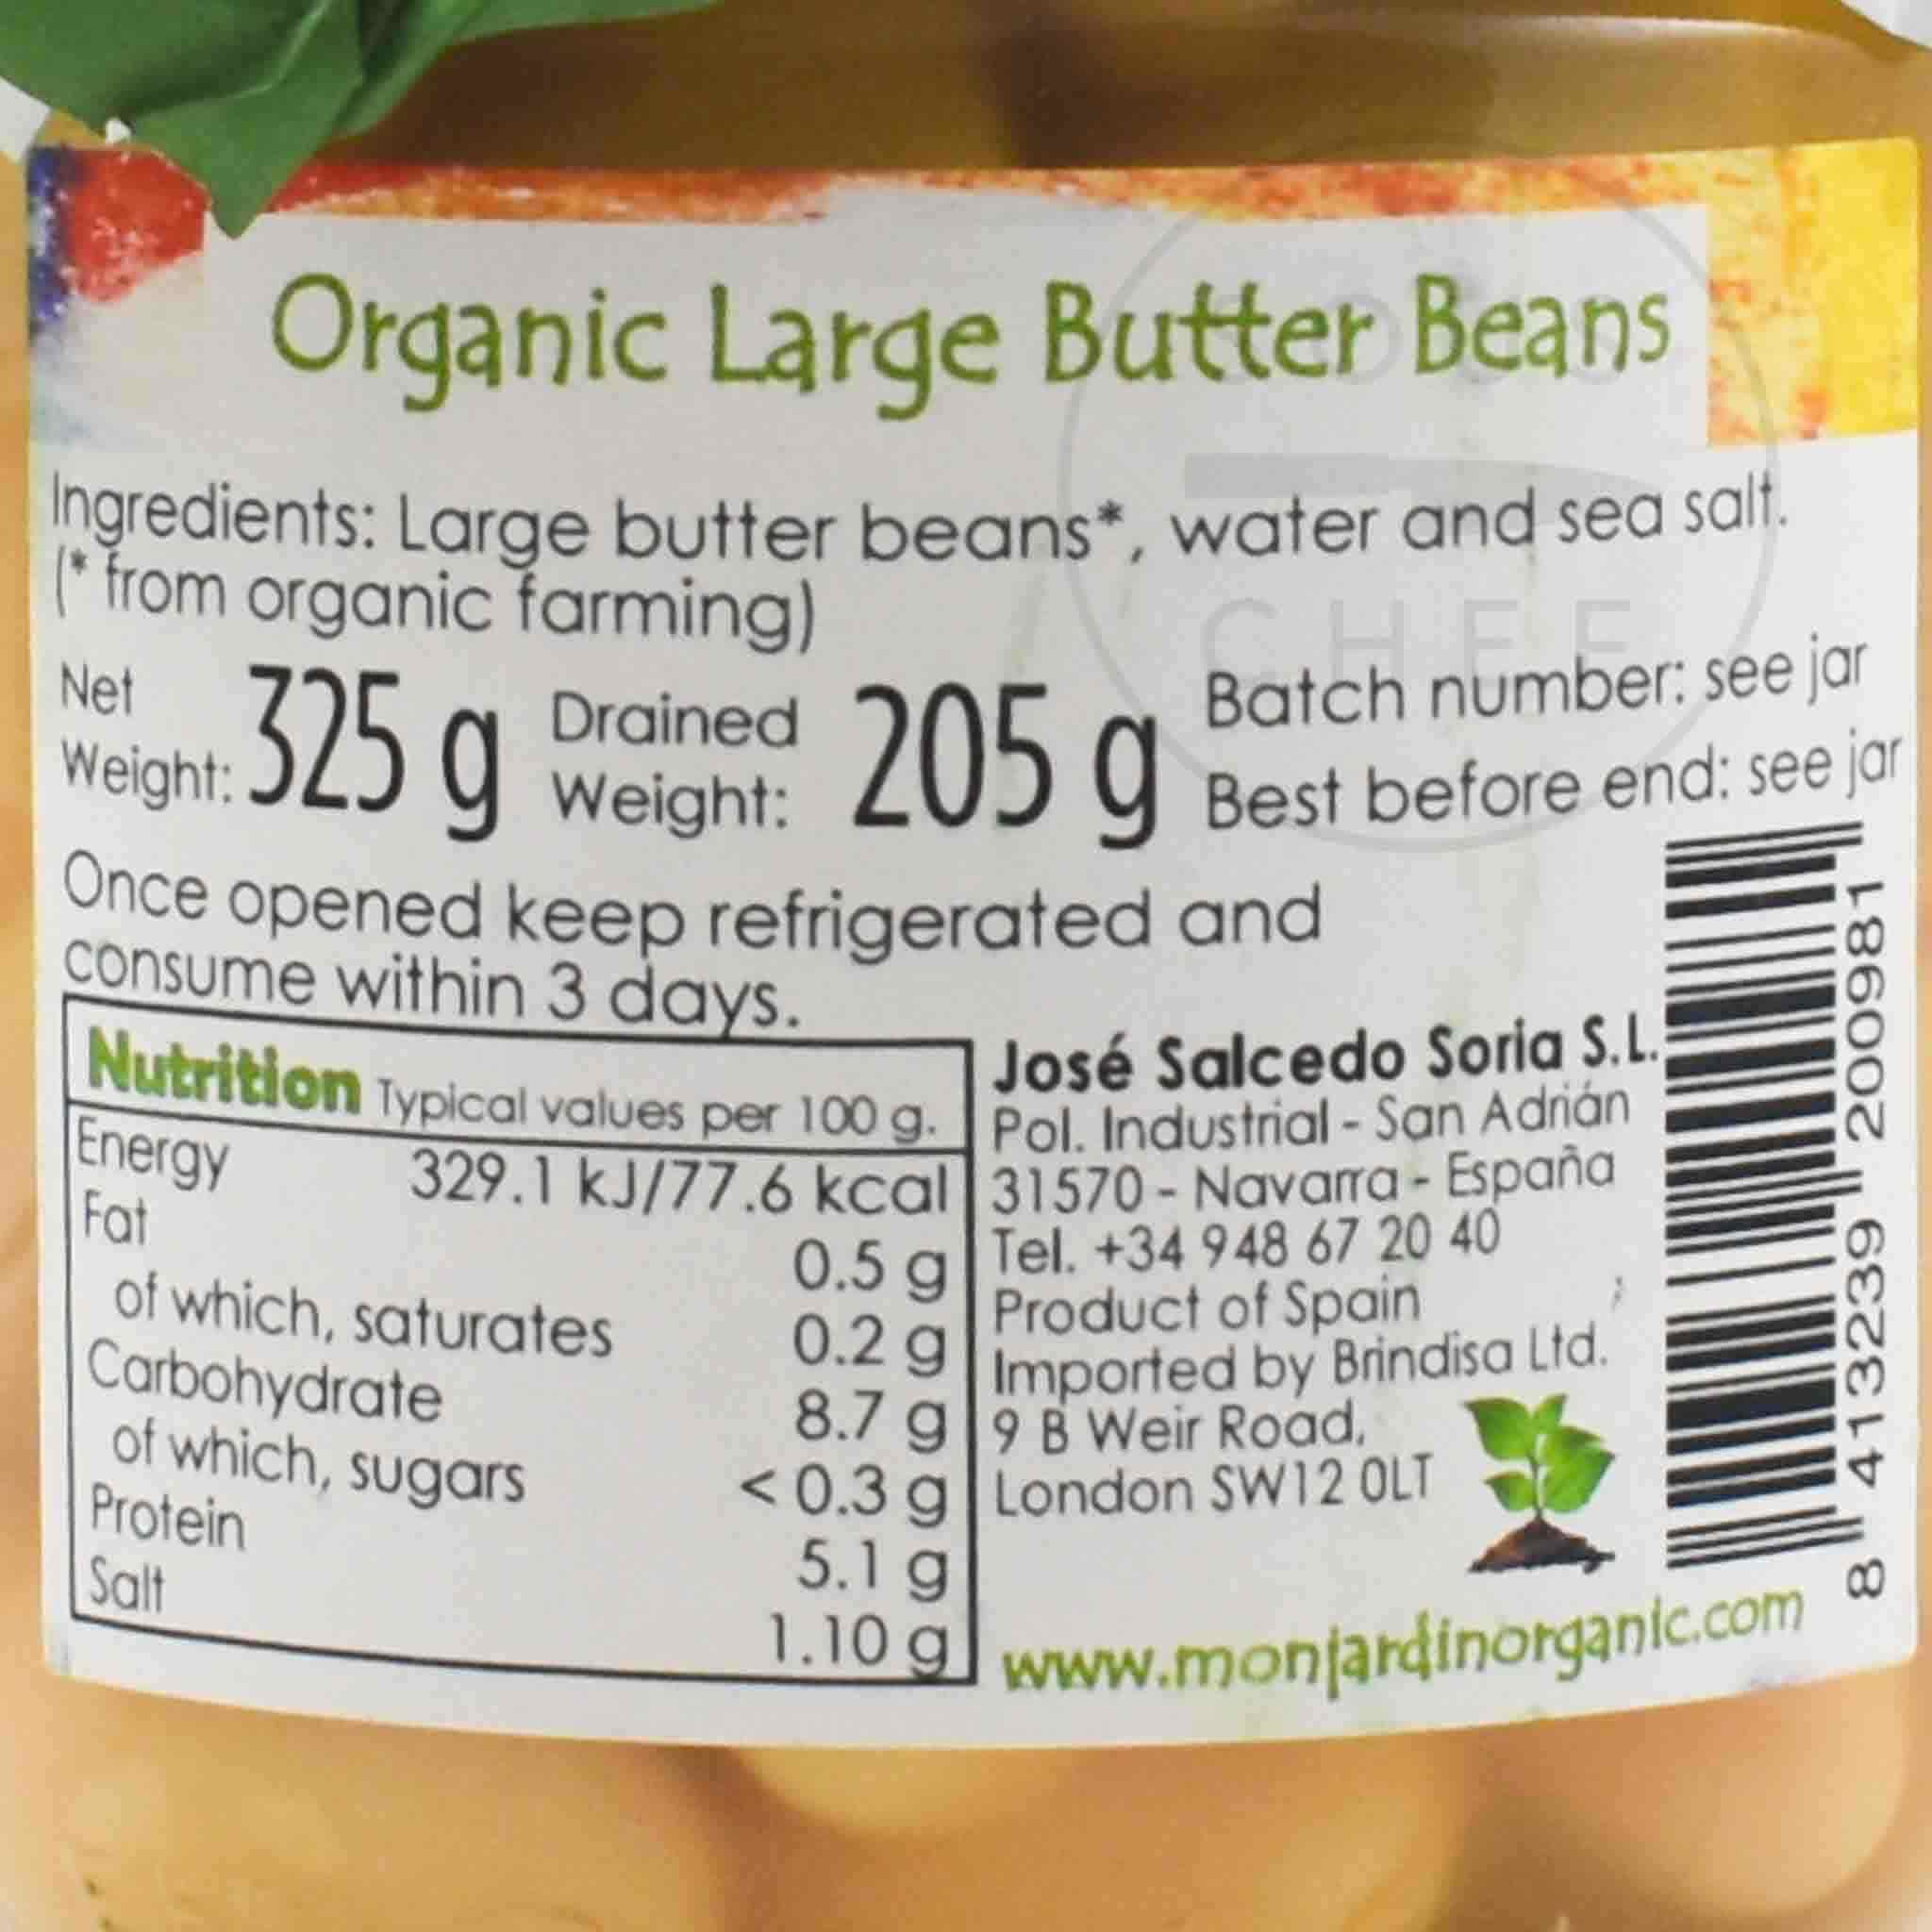 Organic Large Butter Beans
Ingredients: Large butter beans*, water and sea salt.
(* from organic farming)
Net Weight: 325 g Drained Weight: 205 g
Batch number: see jar
Best before end: see jar
Once opened keep refrigerated and
consume within 3 days.
Nutrition Typical values per 100 g.
Energy 329.1 kJ/77.6 kcal
Fat 0.5 g
of which, saturates 0.2 g
Carbohydrate 8.7 g
of which, sugars < 0.3 g
Protein 5.1 g
Salt 1.10 g
José Salcedo Soria S.L.
Pol. Industrial - San Adrián
31570 - Navarra - España
Tel. +34 948 67 20 40
Product of Spain
Imported by Brindisa Ltd.
9 B Weir Road,
London SW12 0LT
www.monjardinorganic.com
8 413239 200981
CHEF